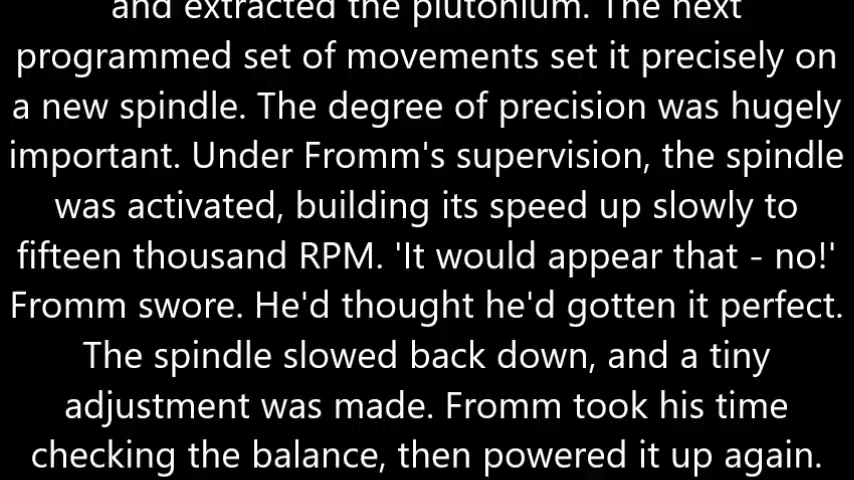 and extracted the plutonium. The next
programmed set of movements set it precisely on
a new spindle. The degree of precision was hugely
important. Under Fromm's supervision, the spindle
was activated, building its speed up slowly to
fifteen thousand RPM. 'It would appear that - no!'
Fromm swore. He'd thought he'd gotten it perfect.
The spindle slowed back down, and a tiny
adjustment was made. Fromm took his time
checking the balance, then powered it up again.